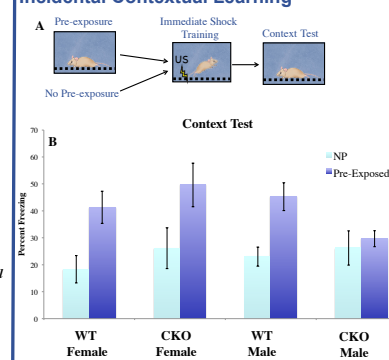 Incidental Contextual Learning
A
Pre-exposure
Immediate Shock
Training
Context Test
US
No Pre-exposure
Context Test
B
70
60
50
40
30
20
10
0
Percent Freezing
NP
Pre-Exposed
WT
Female
CKO
Female
WT
Male
CKO
Male